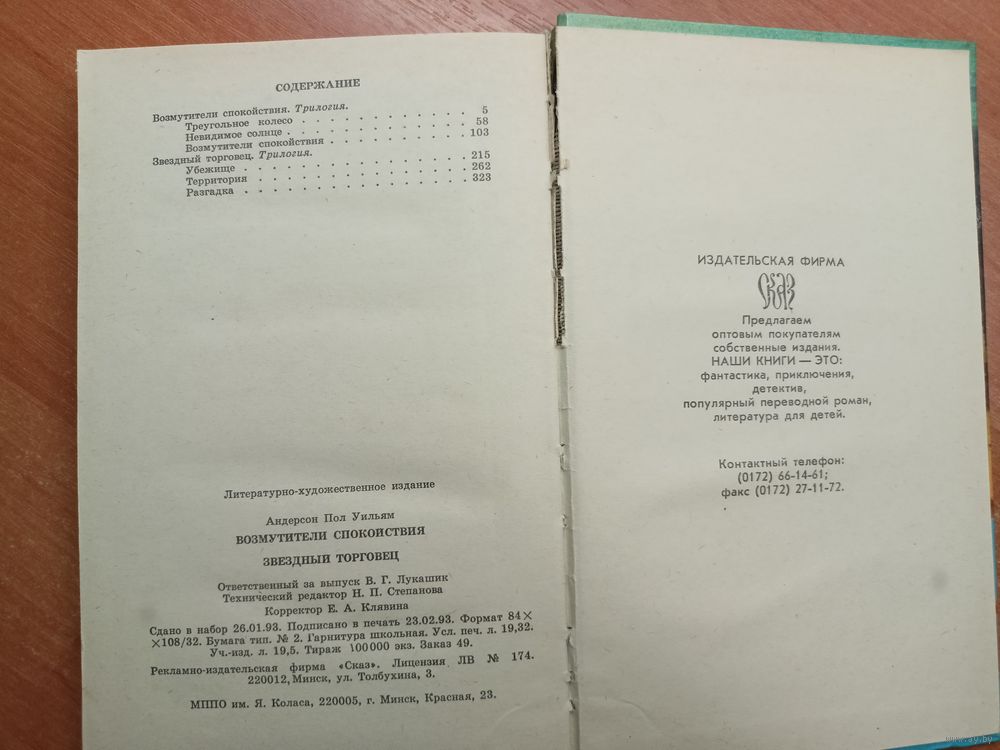 СОДЕРЖАНИЕ
Возмутители спокойствия. Трилогия.
Треугольное колесо . . . . . . . . . . . . 5
Невидимое солнце . . . . . . . . . . . . . 58
Возмутители спокойствия . . . . . . . . . . 103
Звездный торговец. Трилогия.
Убежище . . . . . . . . . . . . . . . . 215
Территория . . . . . . . . . . . . . . . 262
Разгадка . . . . . . . . . . . . . . . . 323
Литературно-художественное издание
Андерсон Пол Уильям
ВОЗМУТИТЕЛИ СПОКОЙСТВИЯ
ЗВЕЗДНЫЙ ТОРГОВЕЦ
Ответственный за выпуск В. Г. Лукашик
Технический редактор Н. П. Степанова
Корректор Е. А. Клявина
Сдано в набор 26.01.93. Подписано в печать 23.02.93. Формат 84×
×108/32. Бумага тип. № 2. Гарнитура школьная. Усл. печ. л. 19,32.
Уч.-изд. л. 19,5. Тираж 100 000 экз. Заказ 49.
Рекламно-издательская фирма «Сказ». Лицензия ЛВ № 174.
220012, Минск, ул. Толбухина, 3.
МППО им. Я. Коласа, 220005, г. Минск, Красная, 23.
ИЗДАТЕЛЬСКАЯ ФИРМА
СКАЗ
Предлагаем
оптовым покупателям
собственные издания.
НАШИ КНИГИ — ЭТО:
фантастика, приключения,
детектив,
популярный переводной роман,
литература для детей.
Контактный телефон:
(0172) 66-14-61;
факс (0172) 27-11-72.
www.ay.by